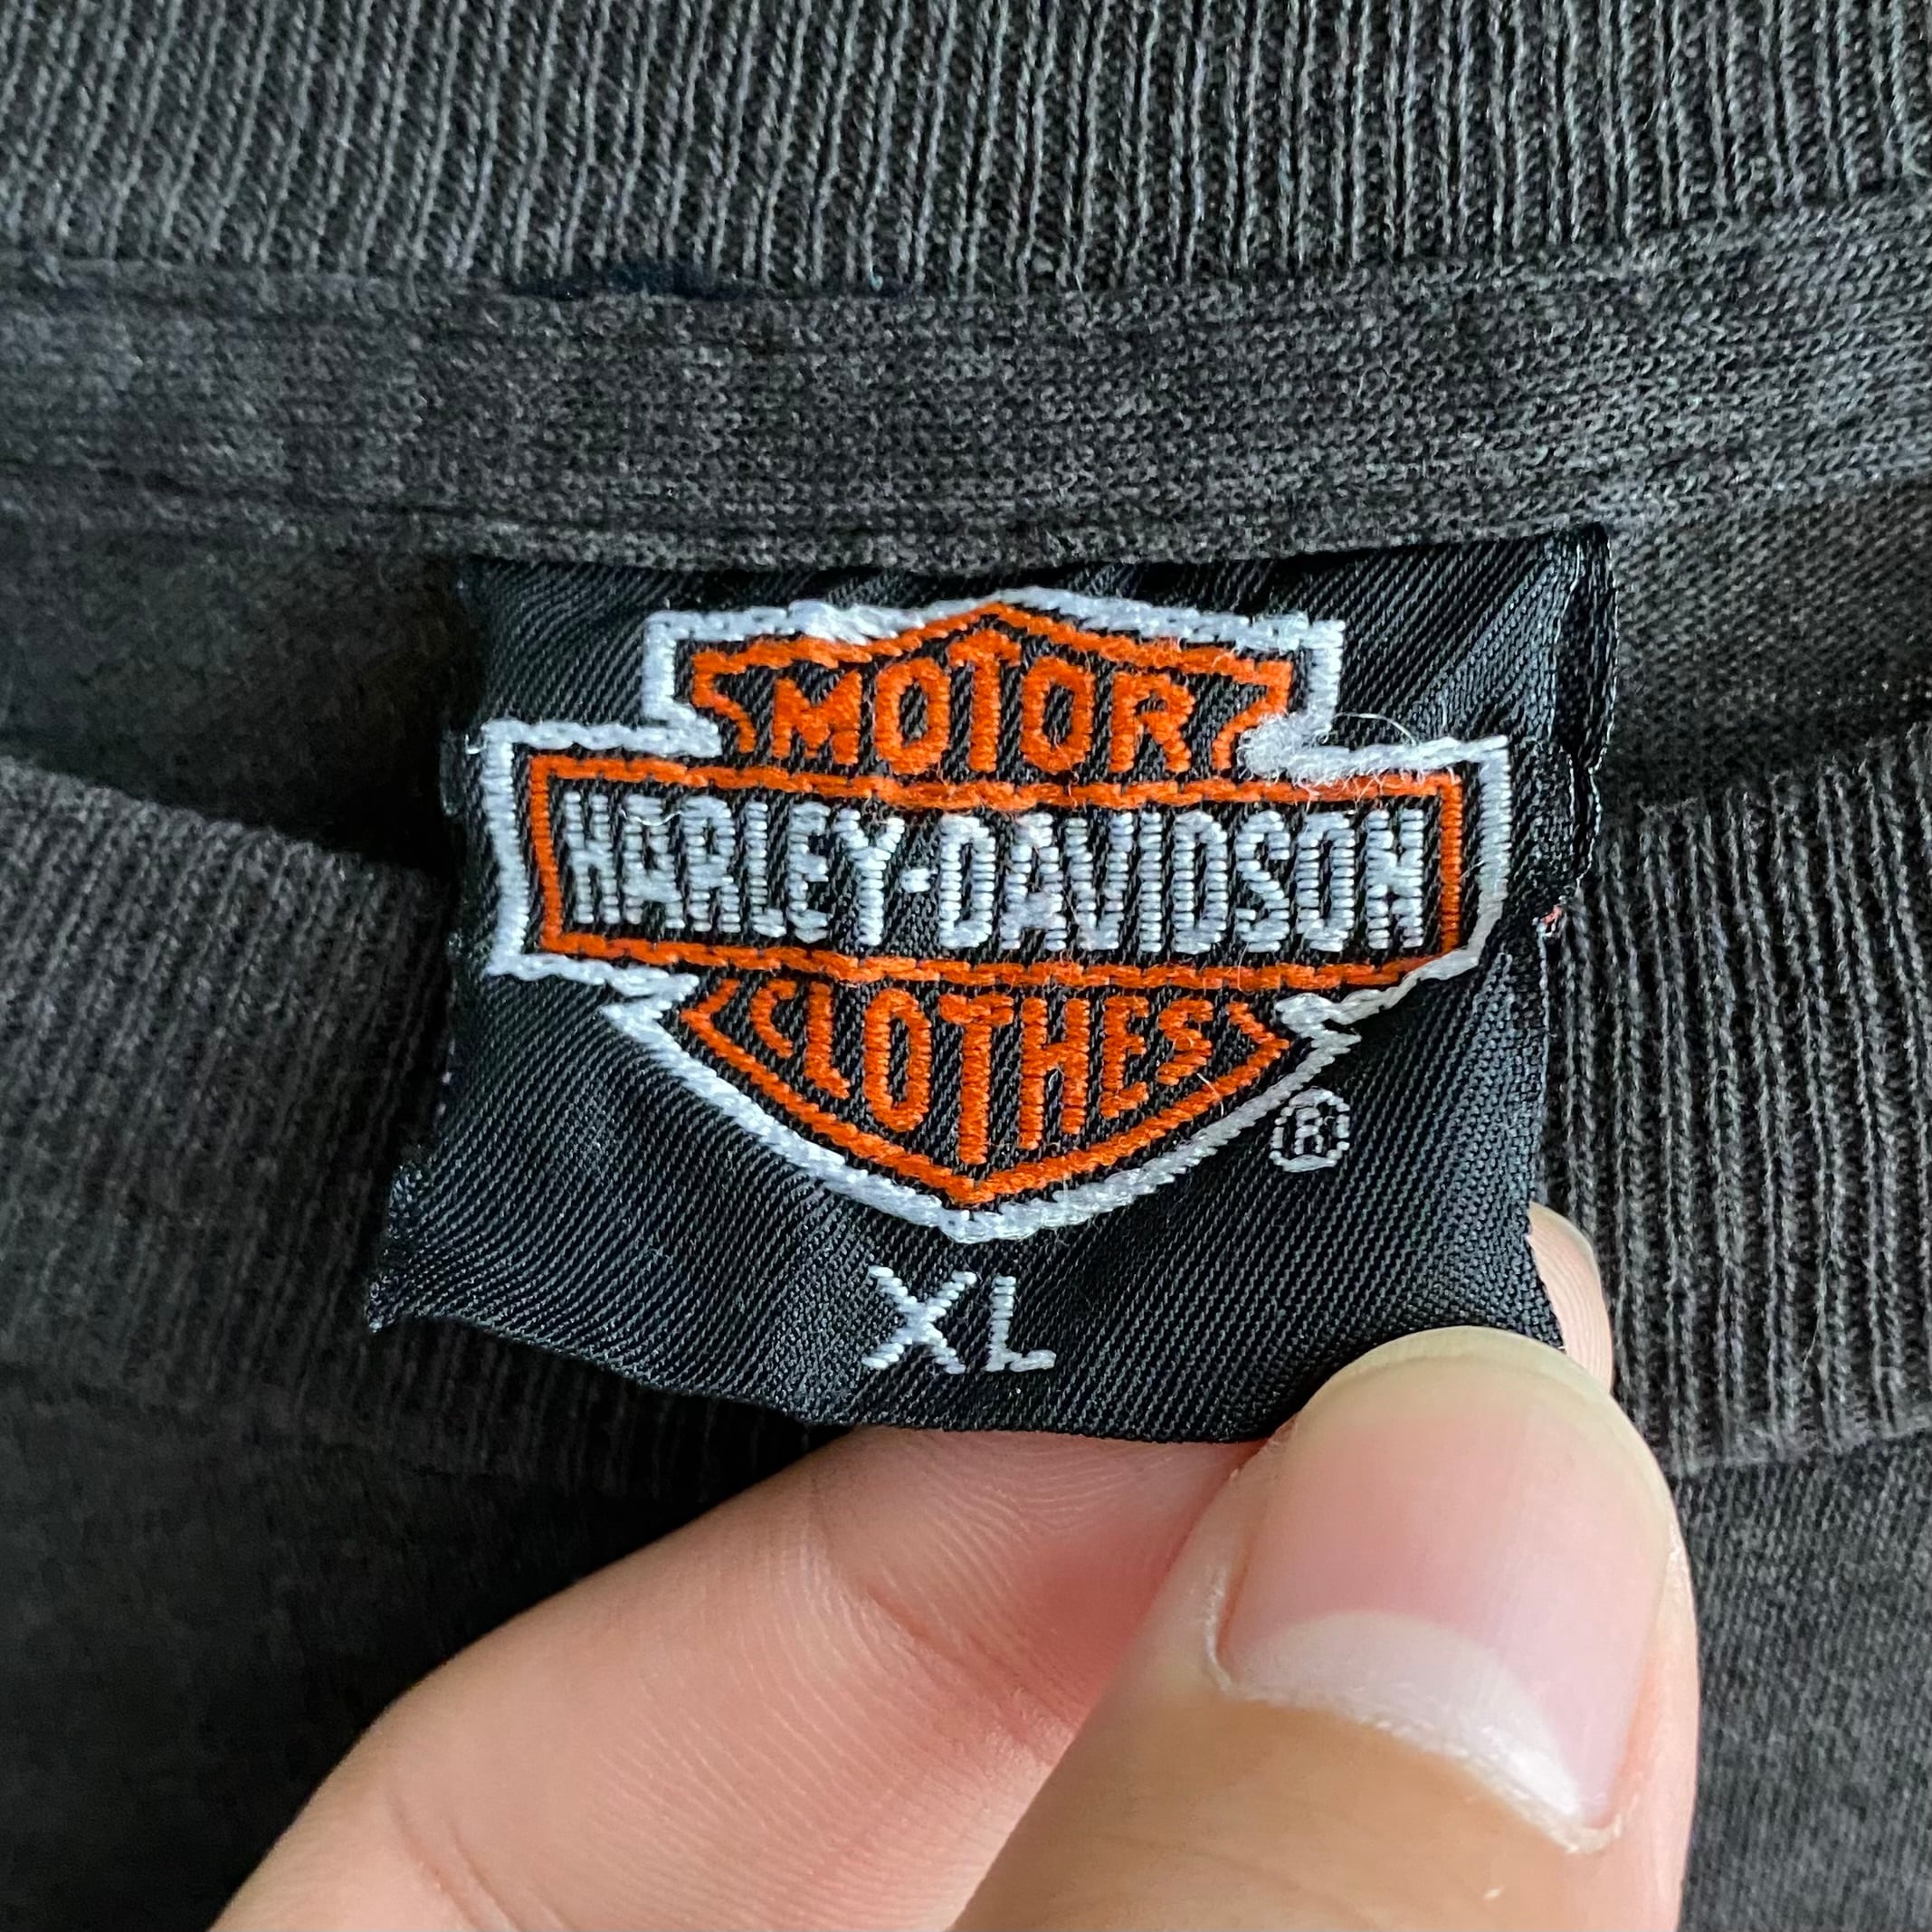 MOTOR
HARLEY-DAVIDSON
CLOTHES
®
XL